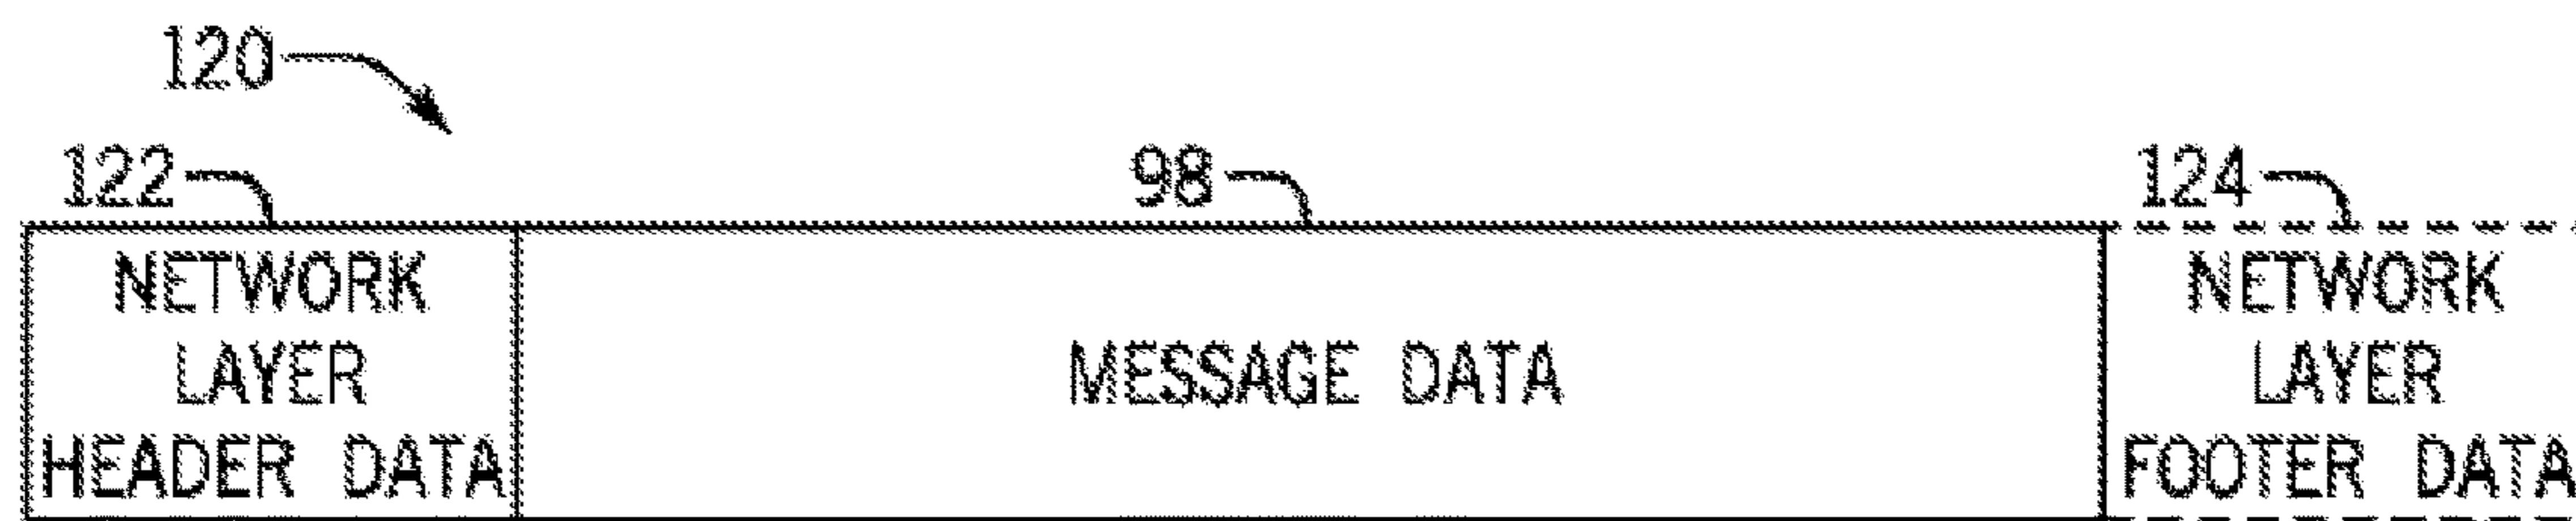 120
122
98
124
NETWORK
LAYER
HEADER DATA
MESSAGE DATA
NETWORK
LAYER
FOOTER DATA